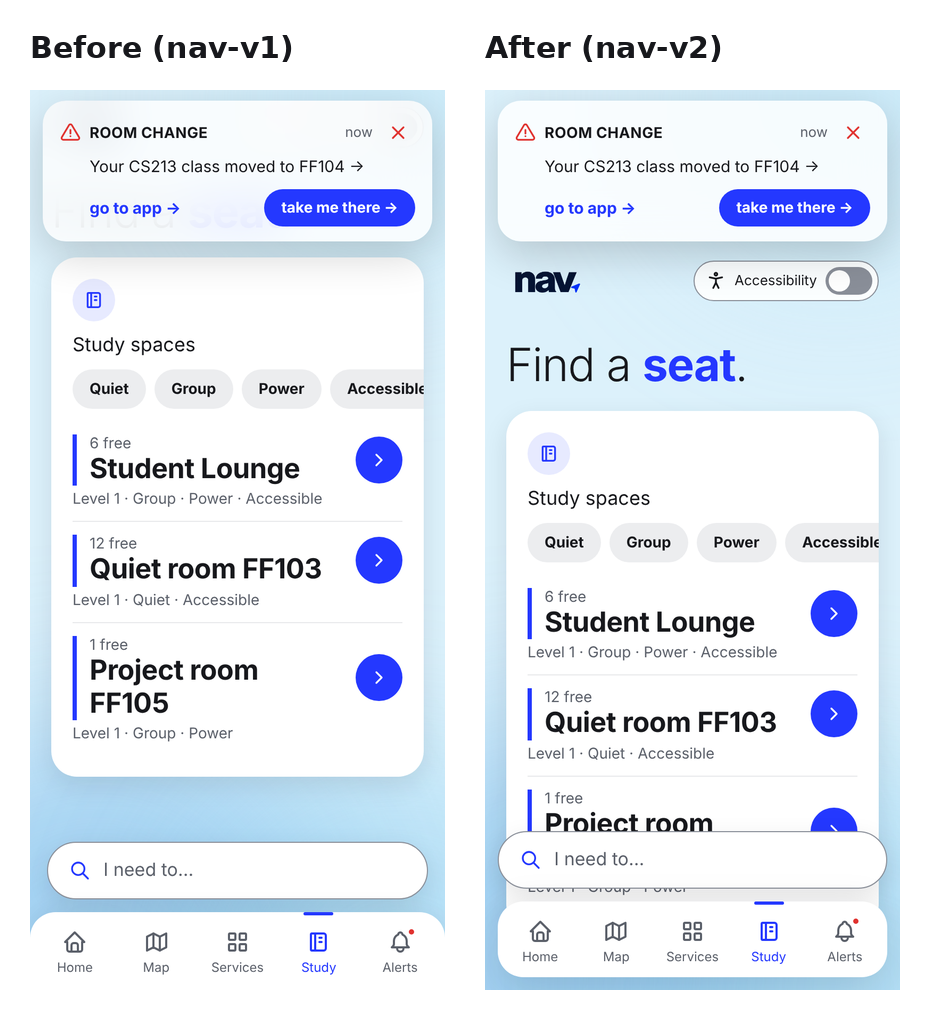 Before (nav-v1)
ROOM CHANGE
now
Your CS213 class moved to FF104 →
go to app →
take me there →
Find a seat
Study spaces
Quiet
Group
Power
Accessible
6 free
Student Lounge
Level 1 · Group · Power · Accessible
12 free
Quiet room FF103
Level 1 · Quiet · Accessible
1 free
Project room
FF105
Level 1 · Group · Power
I need to...
Home
Map
Services
Study
Alerts
After (nav-v2)
ROOM CHANGE
now
Your CS213 class moved to FF104 →
go to app →
take me there →
nav
Accessibility
Find a seat.
Study spaces
Quiet
Group
Power
Accessible
6 free
Student Lounge
Level 1 · Group · Power · Accessible
12 free
Quiet room FF103
Level 1 · Quiet · Accessible
1 free
Project room
I need to...
Level 1 · Group · Power
Home
Map
Services
Study
Alerts